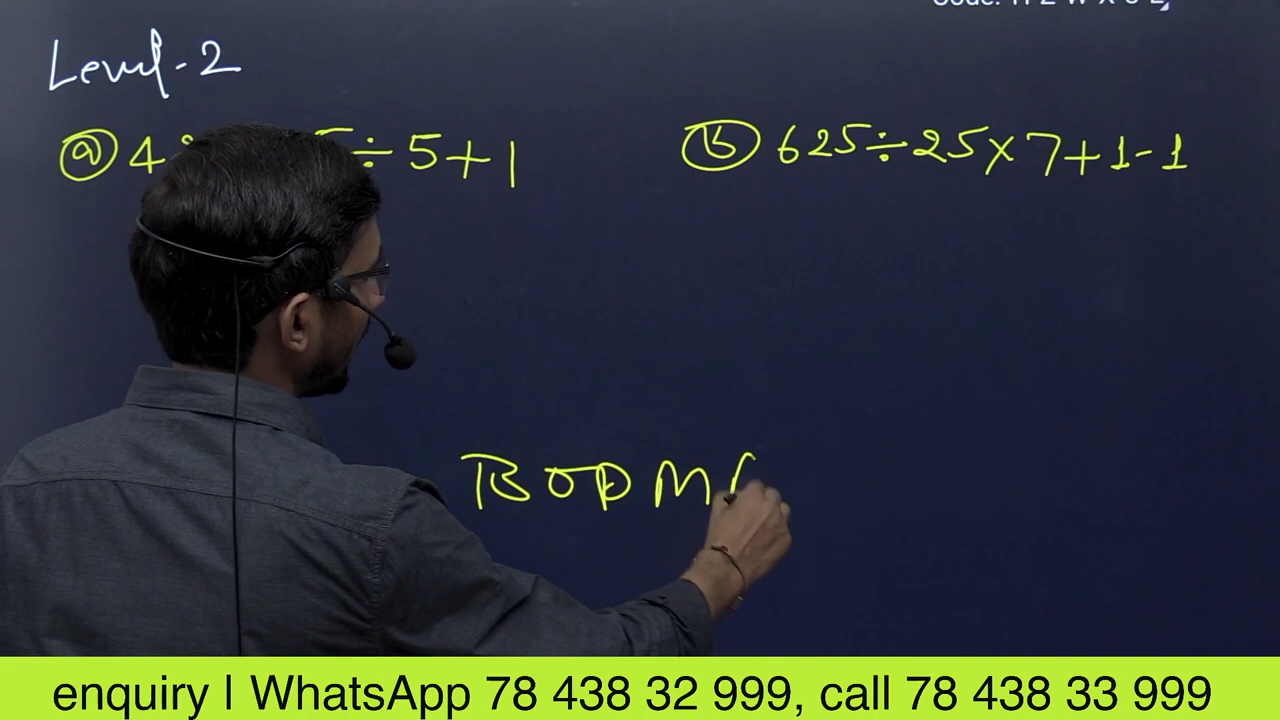 Level-2
ⓐ 4 ÷ 5 + 1
ⓑ 625 ÷ 25 × 7 + 1 - 1
BODM
enquiry | WhatsApp 78 438 32 999, call 78 438 33 999